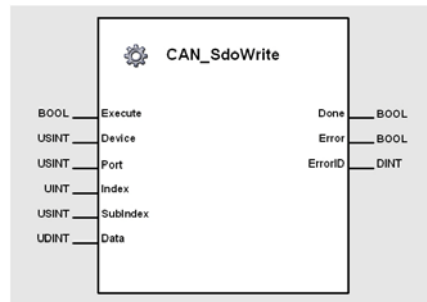 CAN_SdoWrite
BOOL Execute Done BOOL
USINT Device Error BOOL
USINT Port ErrorID DINT
UINT Index
USINT SubIndex
UDINT Data